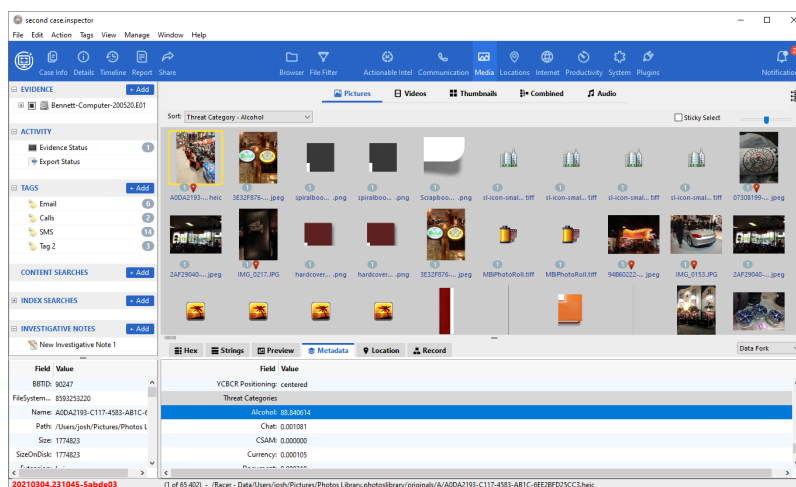 second case.inspector
File Edit Action Tags View Manage Window Help
Case Info Details Timeline Report Share Browser File Filter Actionable Intel Communication Media Locations Internet Productivity System Plugins Notification
EVIDENCE + Add
Bennett-Computer-200520.E01
ACTIVITY
Evidence Status 1
Export Status
TAGS + Add
Email 6
Calls 2
SMS 14
Tag 2 3
CONTENT SEARCHES + Add
INDEX SEARCHES + Add
INVESTIGATIVE NOTES + Add
New Investigative Note 1
Pictures Videos Thumbnails Combined Audio
Sort: Threat Category - Alcohol Sticky Select
A0DA2193-... heic 3E32F876-... jpeg spiralboo... .png spiralboo... .png Scrapboo... .png sl-icon-smal... tiff sl-icon-smal... tiff sl-icon-smal... tiff sl-icon-smal... tiff 07308199-... jpeg
2AF29040-... jpeg IMG_0217.JPG hardcover... .png hardcover... .png 3E32F876-... jpeg MBiPhotoRoll.tiff MBiPhotoRoll.tiff 94860222-... jpeg IMG_0153.JPG 2AF29040-... jpeg
Hex Strings Preview Metadata Location Record Data Fork
Field Value
BBTID: 90247
FileSystem... 8593253220
Name: A0DA2193-C117-4583-AB1C-6
Path: /Users/josh/Pictures/Photos L
Size: 1774823
SizeOnDisk: 1774823
Field Value
YCBCR Positioning: centered
Threat Categories
Alcohol: 88.840614
Chat: 0.001081
CSAM: 0.000000
Currency: 0.000105
20210304.231045-5abde03 (1 of 65,402) - /Racer - Data/Users/josh/Pictures/Photos Library.photoslibrary/originals/A/A0DA2193-C117-4583-AB1C-6EE2BFD25CC3.heic